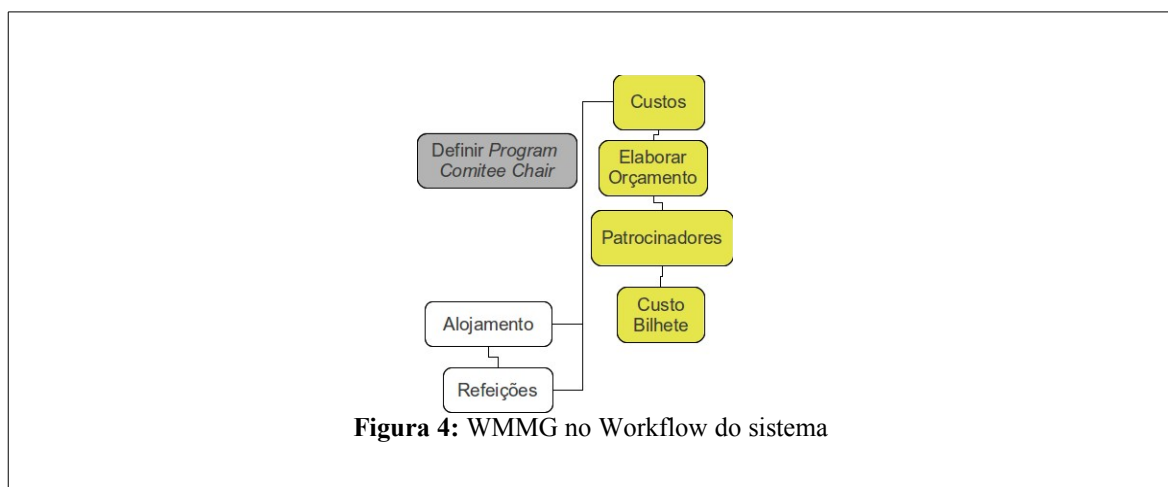 Custos
Definir Program
Comitee Chair
Elaborar
Orçamento
Patrocinadores
Custo
Bilhete
Alojamento
Refeições
Figura 4: WMMG no Workflow do sistema